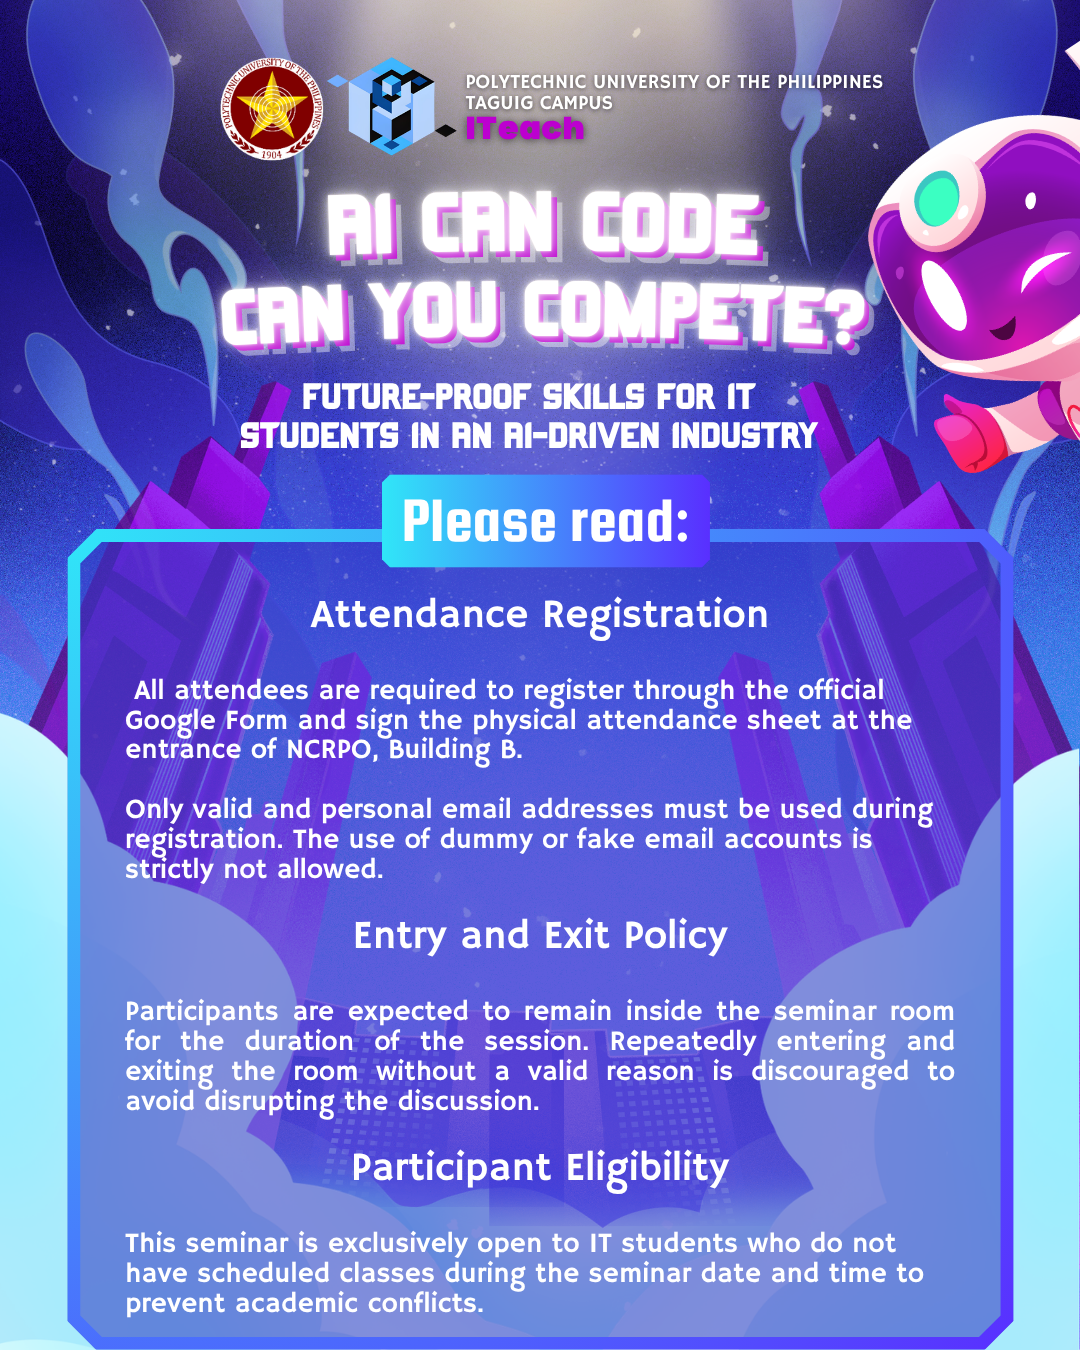 POLYTECHNIC UNIVERSITY OF THE PHILIPPINES
1904
POLYTECHNIC UNIVERSITY OF THE PHILIPPINES
TAGUIG CAMPUS
ITeach
AI CAN CODE
CAN YOU COMPETE?
FUTURE-PROOF SKILLS FOR IT
STUDENTS IN AN AI-DRIVEN INDUSTRY
Please read:
Attendance Registration
All attendees are required to register through the official
Google Form and sign the physical attendance sheet at the
entrance of NCRPO, Building B.
Only valid and personal email addresses must be used during
registration. The use of dummy or fake email accounts is
strictly not allowed.
Entry and Exit Policy
Participants are expected to remain inside the seminar room
for the duration of the session. Repeatedly entering and
exiting the room without a valid reason is discouraged to
avoid disrupting the discussion.
Participant Eligibility
This seminar is exclusively open to IT students who do not
have scheduled classes during the seminar date and time to
prevent academic conflicts.